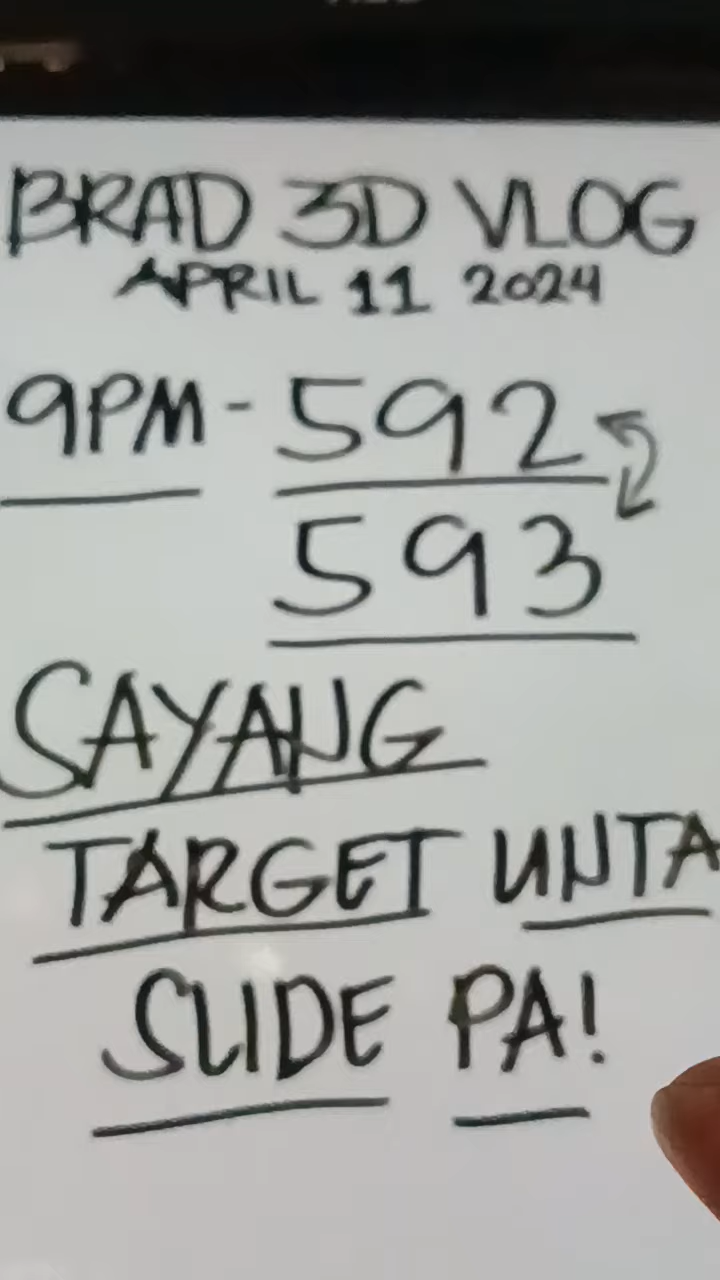 BRAD 3D VLOG
APRIL 11 2024
9PM - 592
593
SAYANG
TARGET UNTA
SLIDE PA!